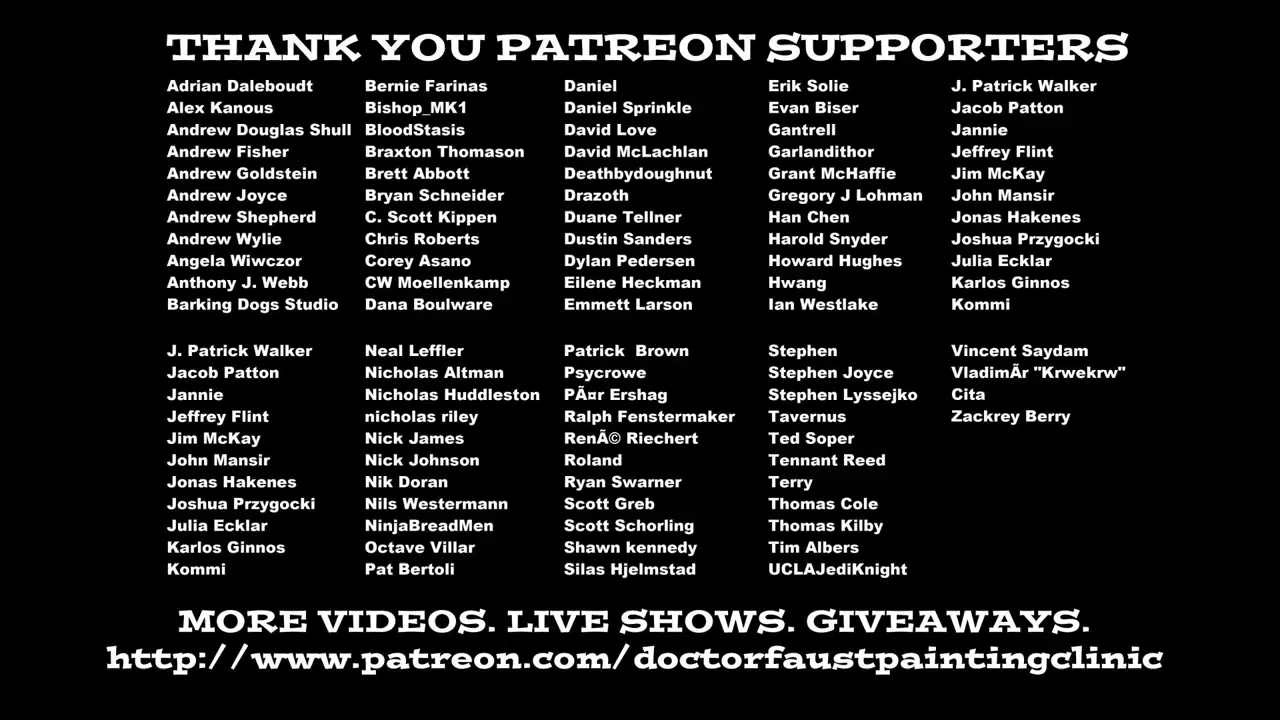 THANK YOU PATREON SUPPORTERS
Adrian Daleboudt
Alex Kanous
Andrew Douglas Shull
Andrew Fisher
Andrew Goldstein
Andrew Joyce
Andrew Shepherd
Andrew Wylie
Angela Wiwczor
Anthony J. Webb
Barking Dogs Studio
Bernie Farinas
Bishop_MK1
BloodStasis
Braxton Thomason
Brett Abbott
Bryan Schneider
C. Scott Kippen
Chris Roberts
Corey Asano
CW Moellenkamp
Dana Boulware
Daniel
Daniel Sprinkle
David Love
David McLachlan
Deathbydoughnut
Drazoth
Duane Tellner
Dustin Sanders
Dylan Pedersen
Eilene Heckman
Emmett Larson
Erik Solie
Evan Biser
Gantrell
Garlandithor
Grant McHaffie
Gregory J Lohman
Han Chen
Harold Snyder
Howard Hughes
Hwang
Ian Westlake
J. Patrick Walker
Jacob Patton
Jannie
Jeffrey Flint
Jim McKay
John Mansir
Jonas Hakenes
Joshua Przygocki
Julia Ecklar
Karlos Ginnos
Kommi
J. Patrick Walker
Jacob Patton
Jannie
Jeffrey Flint
Jim McKay
John Mansir
Jonas Hakenes
Joshua Przygocki
Julia Ecklar
Karlos Ginnos
Kommi
Neal Leffler
Nicholas Altman
Nicholas Huddleston
nicholas riley
Nick James
Nick Johnson
Nik Doran
Nils Westermann
NinjaBreadMen
Octave Villar
Pat Bertoli
Patrick  Brown
Psycrowe
PÃ¤r Ershag
Ralph Fenstermaker
RenÃ© Riechert
Roland
Ryan Swarner
Scott Greb
Scott Schorling
Shawn kennedy
Silas Hjelmstad
Stephen
Stephen Joyce
Stephen Lyssejko
Tavernus
Ted Soper
Tennant Reed
Terry
Thomas Cole
Thomas Kilby
Tim Albers
UCLAJediKnight
Vincent Saydam
VladimÃr "Krwekrw"
Cita
Zackrey Berry
MORE VIDEOS. LIVE SHOWS. GIVEAWAYS.
http://www.patreon.com/doctorfaustpaintingclinic